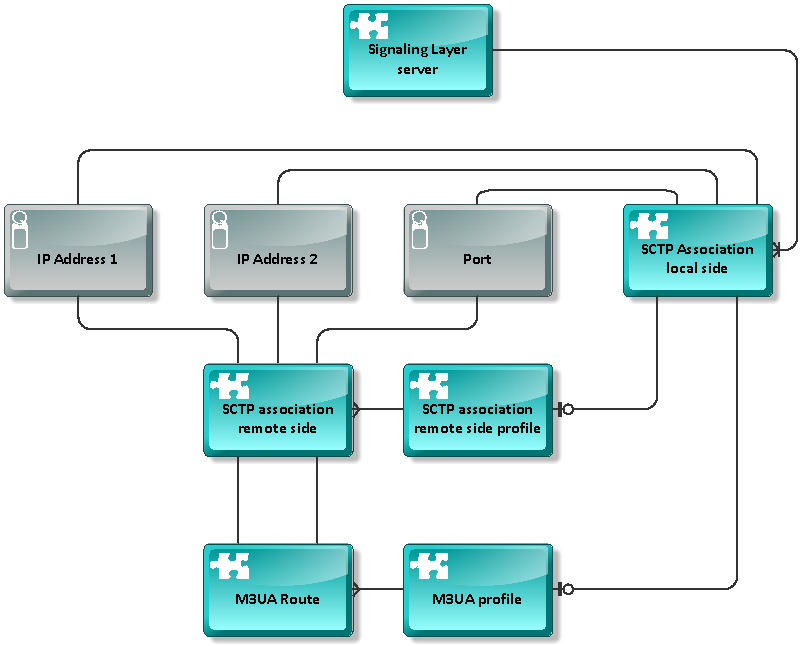 Signaling Layer
server
IP Address 1
IP Address 2
Port
SCTP Association
local side
SCTP association
remote side
SCTP association
remote side profile
M3UA Route
M3UA profile